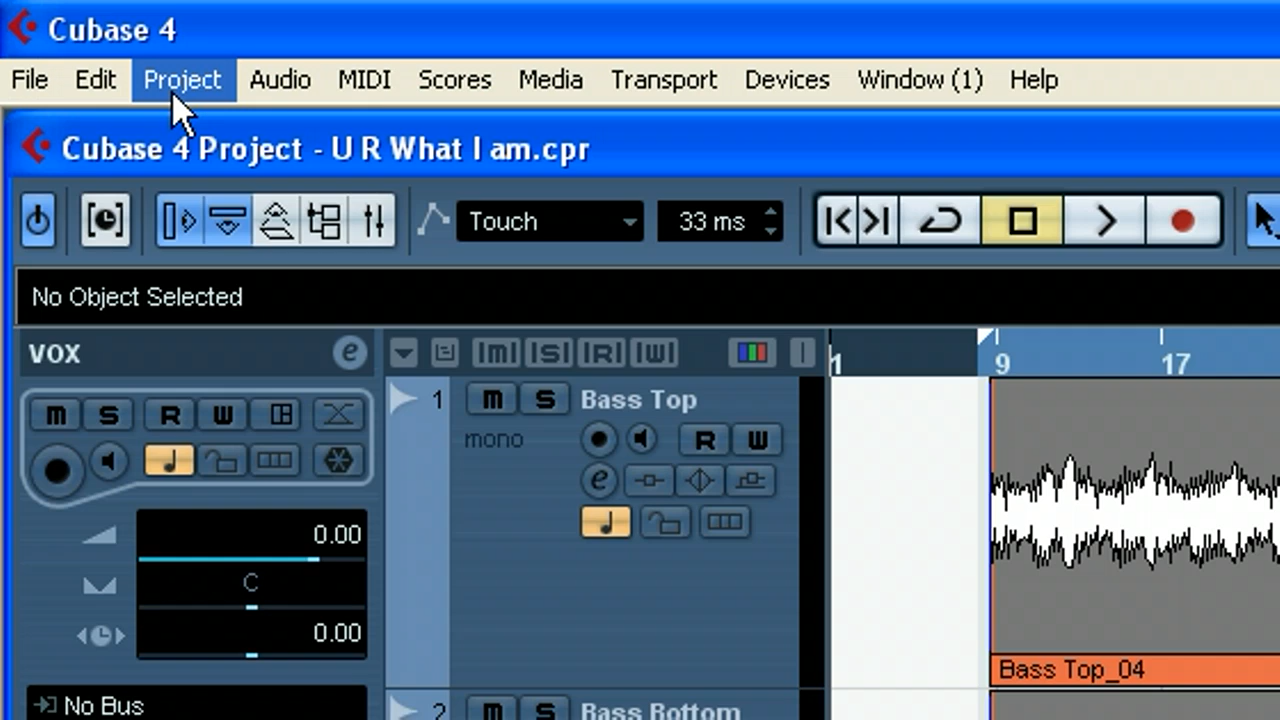 Cubase 4
File Edit Project Audio MIDI Scores Media Transport Devices Window (1) Help
Cubase 4 Project - U R What I am.cpr
Touch 33 ms
No Object Selected
VOX e M S R W 1 9 17
M S R W 1 M S Bass Top
mono R W
e
0.00
C
0.00
Bass Top_04
No Bus 2 M S Bass Bottom